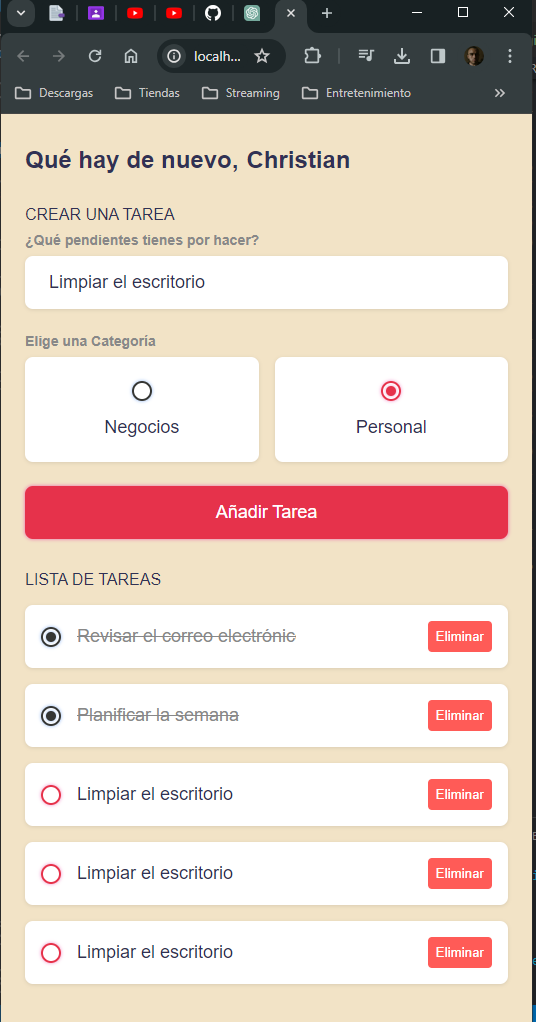 localh...
Descargas
Tiendas
Streaming
Entretenimiento
Qué hay de nuevo, Christian
CREAR UNA TAREA
¿Qué pendientes tienes por hacer?
Limpiar el escritorio
Elige una Categoría
Negocios
Personal
Añadir Tarea
LISTA DE TAREAS
Revisar el correo electrónic
Eliminar
Planificar la semana
Eliminar
Limpiar el escritorio
Eliminar
Limpiar el escritorio
Eliminar
Limpiar el escritorio
Eliminar